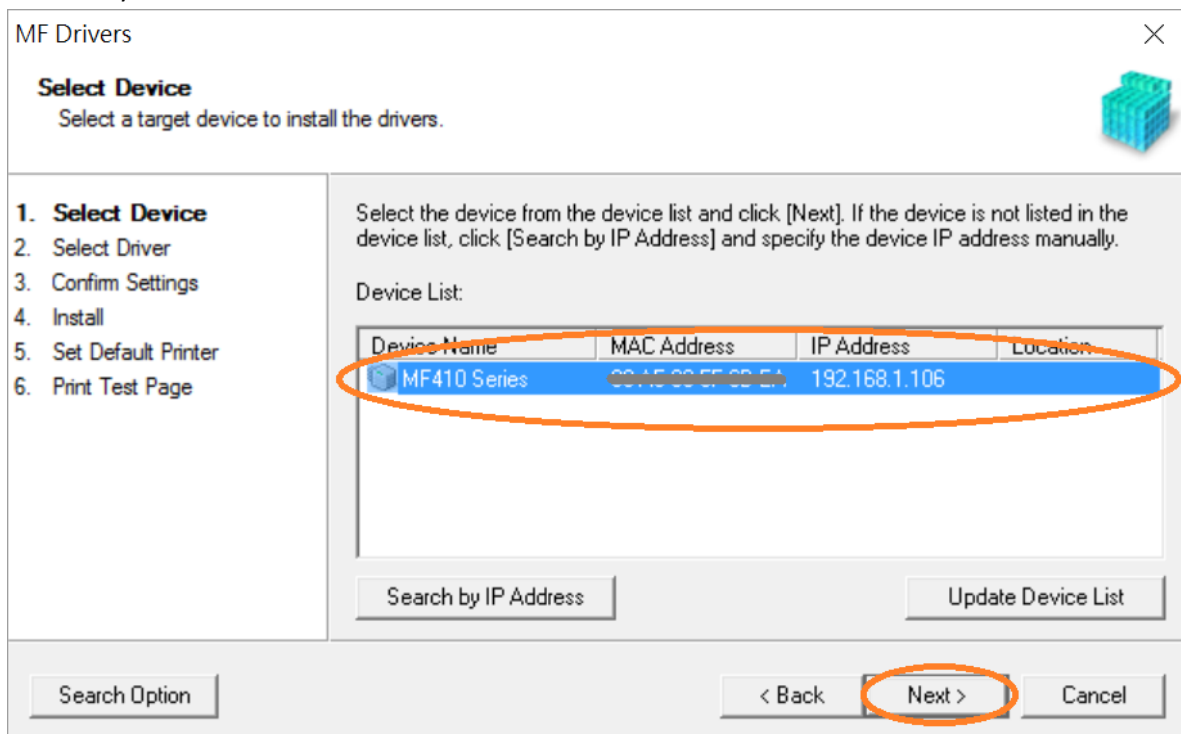 MF Drivers
Select Device
Select a target device to install the drivers.
1. Select Device
2. Select Driver
3. Confirm Settings
4. Install
5. Set Default Printer
6. Print Test Page
Select the device from the device list and click [Next]. If the device is not listed in the
device list, click [Search by IP Address] and specify the device IP address manually.
Device List:
Device Name MAC Address IP Address Location
MF410 Series 192.168.1.106
Search by IP Address Update Device List
Search Option < Back Next > Cancel